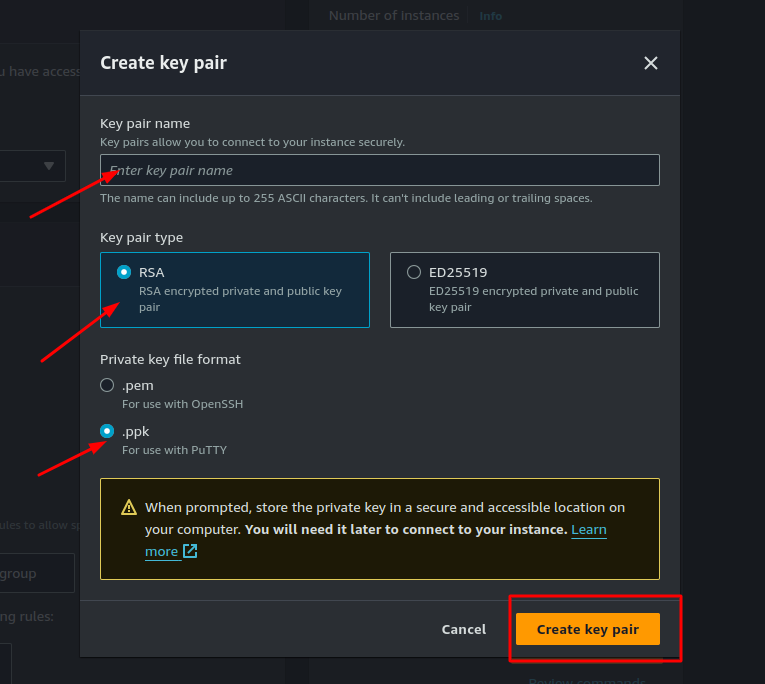 Number of Instances Info
u have access
Create key pair
Key pair name
Key pairs allow you to connect to your instance securely.
Enter key pair name
The name can include up to 255 ASCII characters. It can't include leading or trailing spaces.
Key pair type
RSA
RSA encrypted private and public key
pair
ED25519
ED25519 encrypted private and public
key pair
Private key file format
.pem
For use with OpenSSH
.ppk
For use with PuTTY
ules to allow sp
When prompted, store the private key in a secure and accessible location on
your computer. You will need it later to connect to your instance. Learn
more
group
ng rules:
Cancel
Create key pair
Review commands